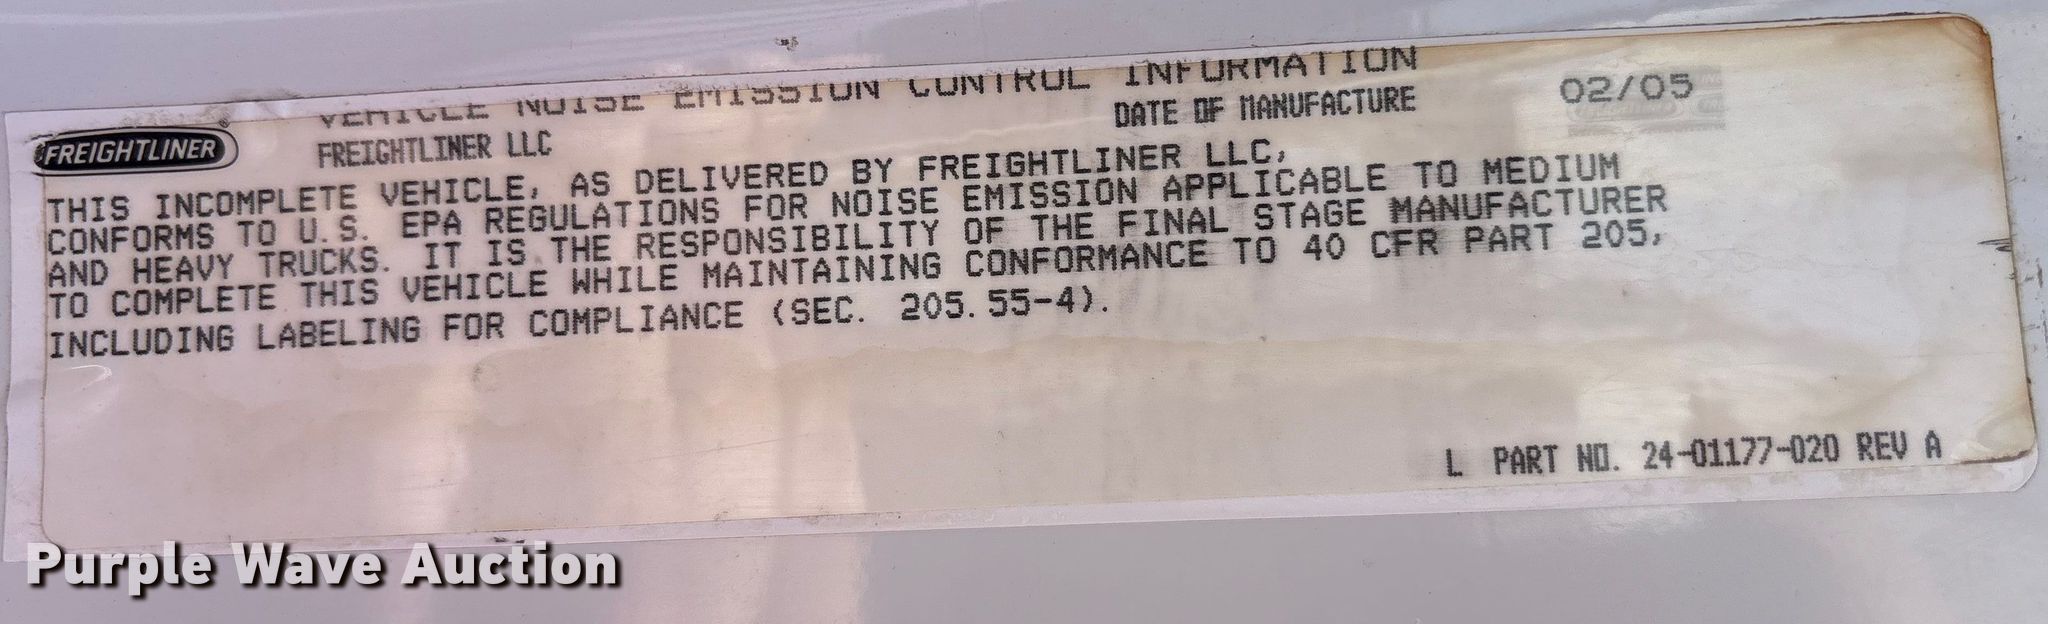 VEHICLE NOISE EMISSION CONTROL INFORMATION
FREIGHTLINER
FREIGHTLINER LLC
DATE OF MANUFACTURE 02/05
THIS INCOMPLETE VEHICLE, AS DELIVERED BY FREIGHTLINER LLC,
CONFORMS TO U.S. EPA REGULATIONS FOR NOISE EMISSION APPLICABLE TO MEDIUM
AND HEAVY TRUCKS. IT IS THE RESPONSIBILITY OF THE FINAL STAGE MANUFACTURER
TO COMPLETE THIS VEHICLE WHILE MAINTAINING CONFORMANCE TO 40 CFR PART 205,
INCLUDING LABELING FOR COMPLIANCE (SEC. 205.55-4).
L PART NO. 24-01177-020 REV A
Purple Wave Auction